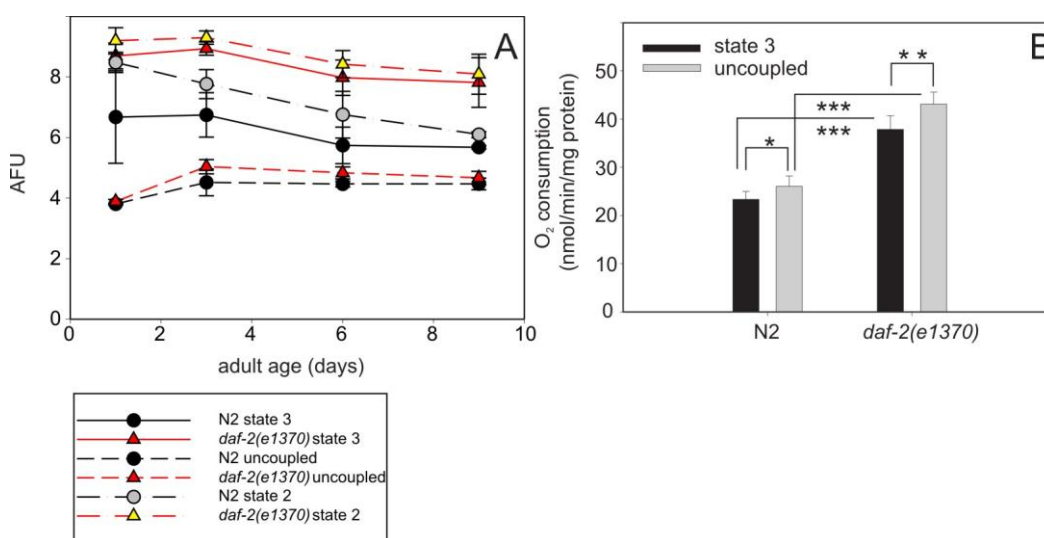 A
AFU
8
6
4
2
0
0 2 4 6 8 10
adult age (days)
N2 state 3
daf-2(e1370) state 3
N2 uncoupled
daf-2(e1370) uncoupled
N2 state 2
daf-2(e1370) state 2
B
state 3
uncoupled
O₂ consumption
(nmol/min/mg protein)
50
40
30
20
10
0
* *
***
***
*
N2 daf-2(e1370)